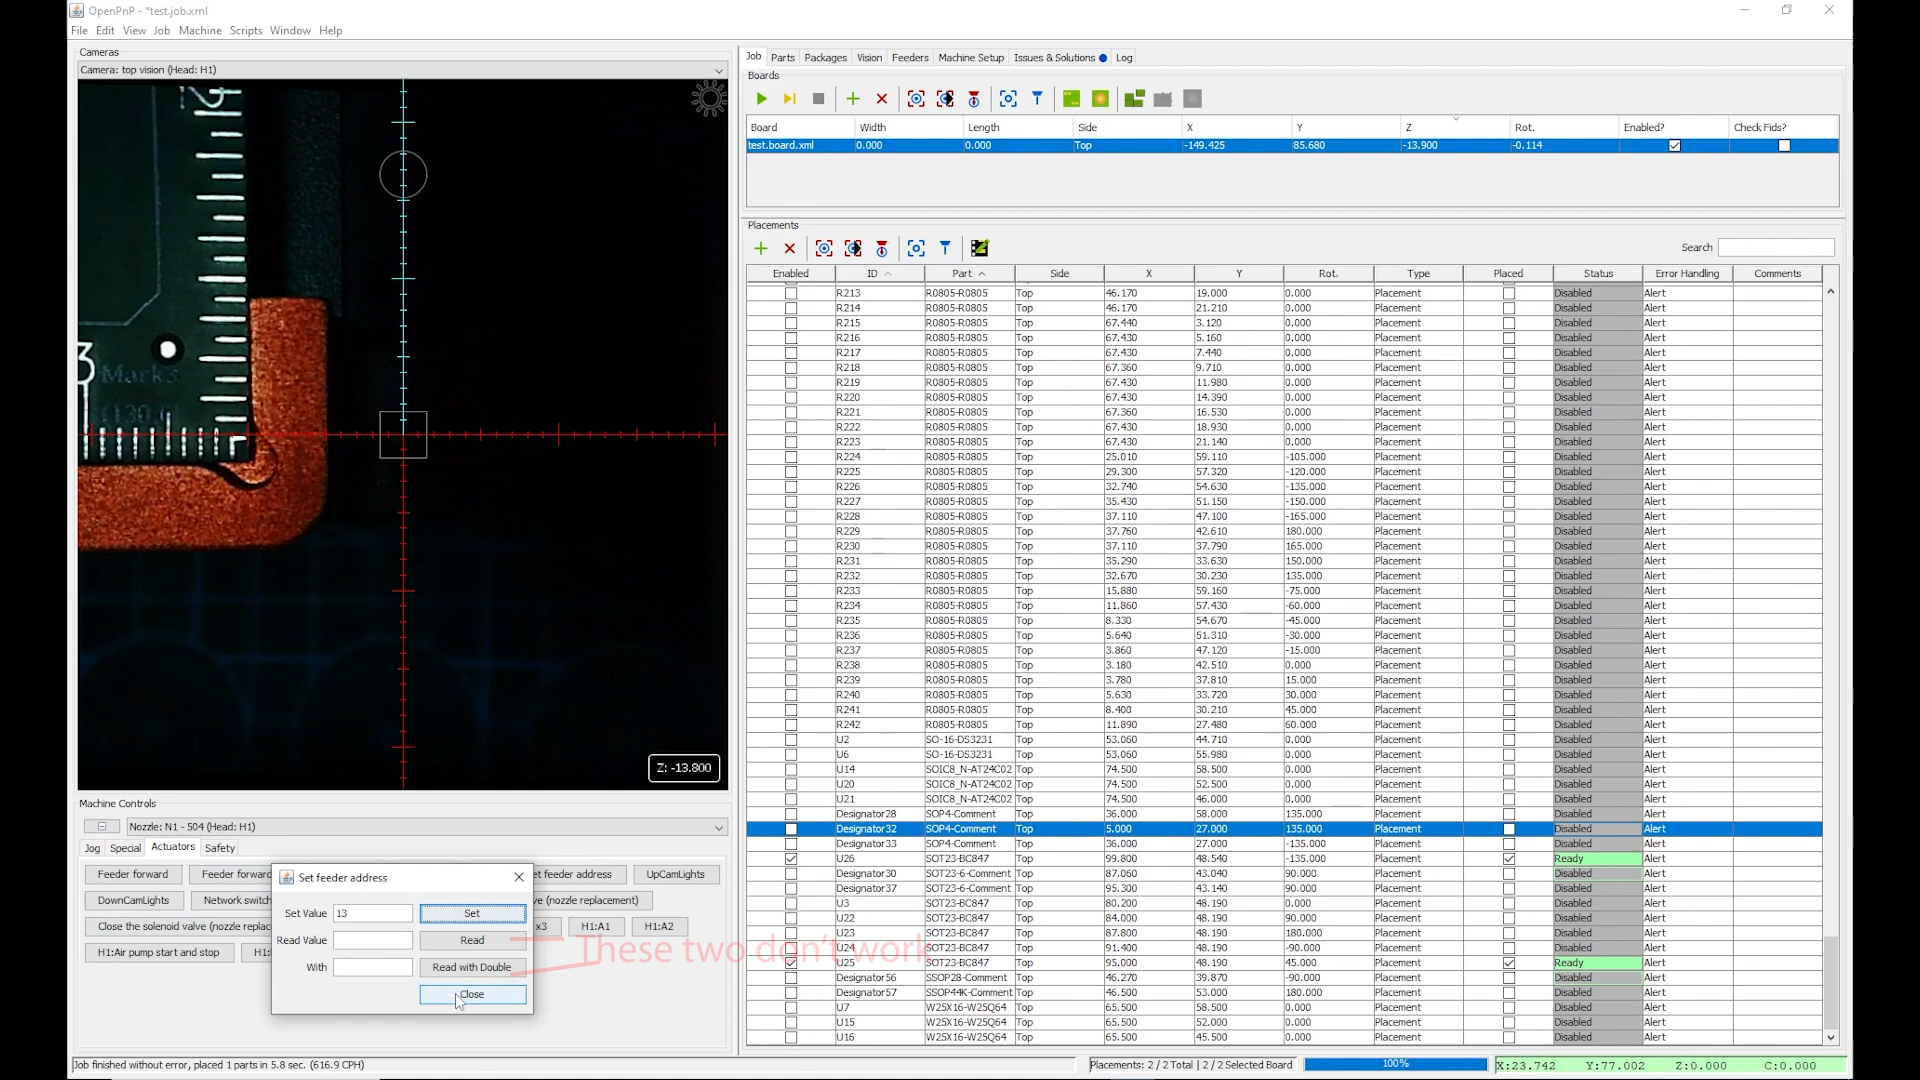 OpenPnP - *test.job.xml
File Edit View Job Machine Scripts Window Help
Cameras
Camera: top vision (Head: H1)
Mark3
(130.0)
Z: -13.800
Machine Controls
Nozzle: N1 - 504 (Head: H1)
Jog Special Actuators Safety
Feeder forward Feeder forward et feeder address UpCamLights
DownCamLights Network switch ve (nozzle replacement)
Close the solenoid valve (nozzle replac x3 H1:A1 H1:A2
H1:Air pump start and stop H1:
Set feeder address
Set Value 13 Set
Read Value Read
With Read with Double
Close
These two don't work
Job Parts Packages Vision Feeders Machine Setup Issues & Solutions Log
Boards
Board Width Length Side X Y Z Rot. Enabled? Check Fids?
test.board.xml 0.000 0.000 Top -149.425 85.680 -13.900 -0.114
Placements
Search
Enabled ID Part Side X Y Rot. Type Placed Status Error Handling Comments
R213 R0805-R0805 Top 46.170 19.000 0.000 Placement Disabled Alert
R214 R0805-R0805 Top 46.170 21.210 0.000 Placement Disabled Alert
R215 R0805-R0805 Top 67.440 3.120 0.000 Placement Disabled Alert
R216 R0805-R0805 Top 67.430 5.160 0.000 Placement Disabled Alert
R217 R0805-R0805 Top 67.430 7.440 0.000 Placement Disabled Alert
R218 R0805-R0805 Top 67.360 9.710 0.000 Placement Disabled Alert
R219 R0805-R0805 Top 67.430 11.980 0.000 Placement Disabled Alert
R220 R0805-R0805 Top 67.430 14.390 0.000 Placement Disabled Alert
R221 R0805-R0805 Top 67.360 16.530 0.000 Placement Disabled Alert
R222 R0805-R0805 Top 67.430 18.930 0.000 Placement Disabled Alert
R223 R0805-R0805 Top 67.430 21.140 0.000 Placement Disabled Alert
R224 R0805-R0805 Top 25.010 59.110 -105.000 Placement Disabled Alert
R225 R0805-R0805 Top 29.300 57.320 -120.000 Placement Disabled Alert
R226 R0805-R0805 Top 32.740 54.630 -135.000 Placement Disabled Alert
R227 R0805-R0805 Top 35.430 51.150 -150.000 Placement Disabled Alert
R228 R0805-R0805 Top 37.110 47.100 -165.000 Placement Disabled Alert
R229 R0805-R0805 Top 37.760 42.610 180.000 Placement Disabled Alert
R230 R0805-R0805 Top 37.110 37.790 165.000 Placement Disabled Alert
R231 R0805-R0805 Top 35.290 33.630 150.000 Placement Disabled Alert
R232 R0805-R0805 Top 32.670 30.230 135.000 Placement Disabled Alert
R233 R0805-R0805 Top 15.880 59.160 -75.000 Placement Disabled Alert
R234 R0805-R0805 Top 11.860 57.430 -60.000 Placement Disabled Alert
R235 R0805-R0805 Top 8.330 54.670 -45.000 Placement Disabled Alert
R236 R0805-R0805 Top 5.640 51.310 -30.000 Placement Disabled Alert
R237 R0805-R0805 Top 3.860 47.120 -15.000 Placement Disabled Alert
R238 R0805-R0805 Top 3.180 42.510 0.000 Placement Disabled Alert
R239 R0805-R0805 Top 3.780 37.810 15.000 Placement Disabled Alert
R240 R0805-R0805 Top 5.630 33.720 30.000 Placement Disabled Alert
R241 R0805-R0805 Top 8.400 30.210 45.000 Placement Disabled Alert
R242 R0805-R0805 Top 11.890 27.480 60.000 Placement Disabled Alert
U2 SO-16-DS3231 Top 53.060 44.710 0.000 Placement Disabled Alert
U6 SO-16-DS3231 Top 53.060 55.980 0.000 Placement Disabled Alert
U14 SOIC8_N-AT24C02 Top 74.500 58.500 0.000 Placement Disabled Alert
U20 SOIC8_N-AT24C02 Top 74.500 52.500 0.000 Placement Disabled Alert
U21 SOIC8_N-AT24C02 Top 74.500 46.000 0.000 Placement Disabled Alert
Designator28 SOP4-Comment Top 36.000 58.000 135.000 Placement Disabled Alert
Designator32 SOP4-Comment Top 5.000 27.000 135.000 Placement Disabled Alert
Designator33 SOP4-Comment Top 36.000 27.000 -135.000 Placement Disabled Alert
U26 SOT23-BC847 Top 99.800 48.540 -135.000 Placement Ready Alert
Designator30 SOT23-6-Comment Top 87.060 43.040 90.000 Placement Disabled Alert
Designator37 SOT23-6-Comment Top 95.300 43.140 90.000 Placement Disabled Alert
U3 SOT23-BC847 Top 80.200 48.190 0.000 Placement Disabled Alert
U22 SOT23-BC847 Top 84.000 48.190 90.000 Placement Disabled Alert
U23 SOT23-BC847 Top 87.800 48.190 180.000 Placement Disabled Alert
U24 SOT23-BC847 Top 91.400 48.190 -90.000 Placement Disabled Alert
U25 SOT23-BC847 Top 95.000 48.190 45.000 Placement Ready Alert
Designator56 SSOP28-Comment Top 46.270 39.870 -90.000 Placement Disabled Alert
Designator57 SSOP44K-Comment Top 46.500 53.000 180.000 Placement Disabled Alert
U7 W25X16-W25Q64 Top 65.500 58.500 0.000 Placement Disabled Alert
U15 W25X16-W25Q64 Top 65.500 52.000 0.000 Placement Disabled Alert
U16 W25X16-W25Q64 Top 65.500 45.500 0.000 Placement Disabled Alert
Job finished without error, placed 1 parts in 5.8 sec. (616.9 CPH)
Placements: 2 / 2 Total | 2 / 2 Selected Board 100% X:23.742 Y:77.002 Z:0.000 C:0.000